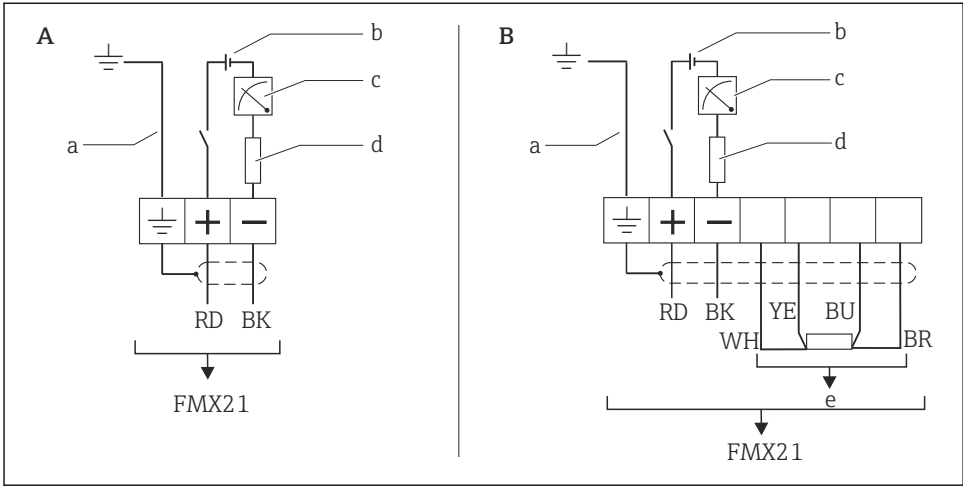 A
b
c
a
d
+ −
RD BK
FMX21
B
b
c
a
d
+ −
RD BK YE BU
WH BR
e
FMX21